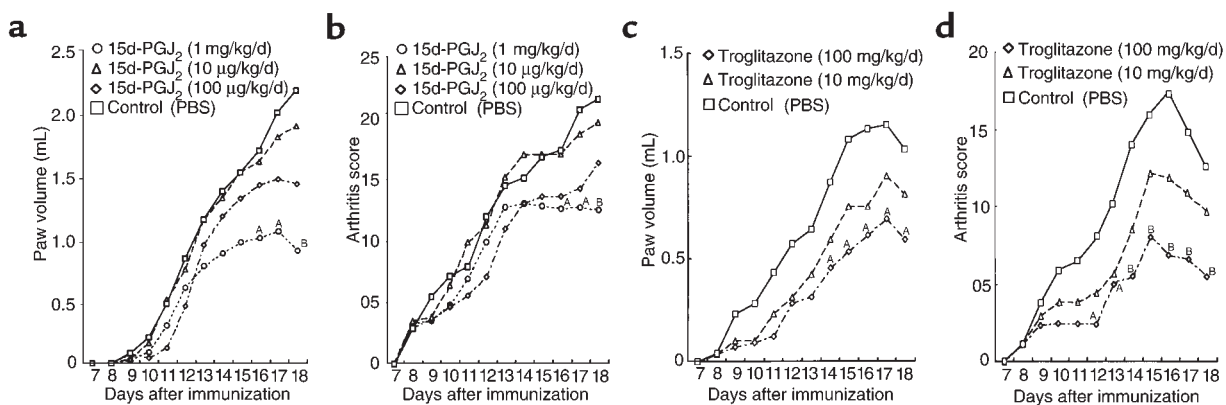 a
15d-PGJ2 (1 mg/kg/d)
15d-PGJ2 (10 μg/kg/d)
15d-PGJ2 (100 μg/kg/d)
Control (PBS)
2.5
2.0
1.5
1.0
0.5
0
Paw volume (mL)
A A
B
7 8 9 10 11 12 13 14 15 16 17 18
Days after immunization
b
15d-PGJ2 (1 mg/kg/d)
15d-PGJ2 (10 μg/kg/d)
15d-PGJ2 (100 μg/kg/d)
Control (PBS)
25
20
15
10
05
0
Arthritis score
A A B
7 8 9 10 11 12 13 14 15 16 17 18
Days after immunization
c
Troglitazone (100 mg/kg/d)
Troglitazone (10 mg/kg/d)
Control (PBS)
1.5
1.0
0.5
0
Paw volume (mL)
A A A A A
7 8 9 10 11 12 13 14 15 16 17 18
Days after immunization
d
Troglitazone (100 mg/kg/d)
Troglitazone (10 mg/kg/d)
Control (PBS)
20
15
10
05
0
Arthritis score
A A B B B B B
7 8 9 10 11 12 13 14 15 16 17 18
Days after immunization